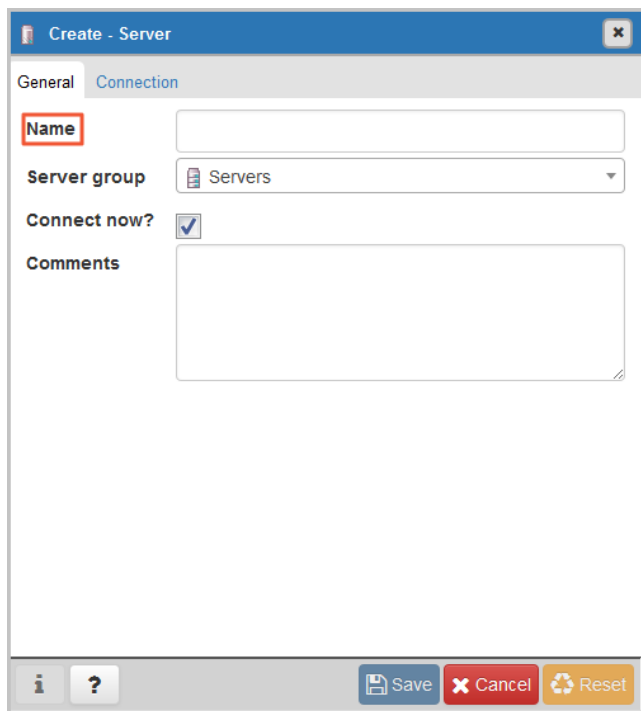 Create - Server
General Connection
Name
Server group Servers
Connect now?
Comments
i ? Save Cancel Reset